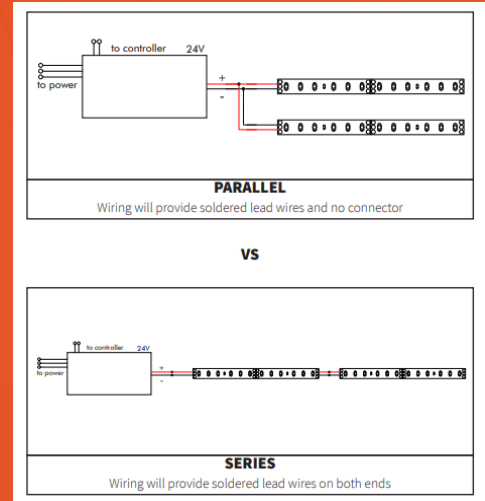 to controller 24V
to power
+
-
PARALLEL
Wiring will provide soldered lead wires and no connector
VS
to controller 24V
to power
+
-
SERIES
Wiring will provide soldered lead wires on both ends